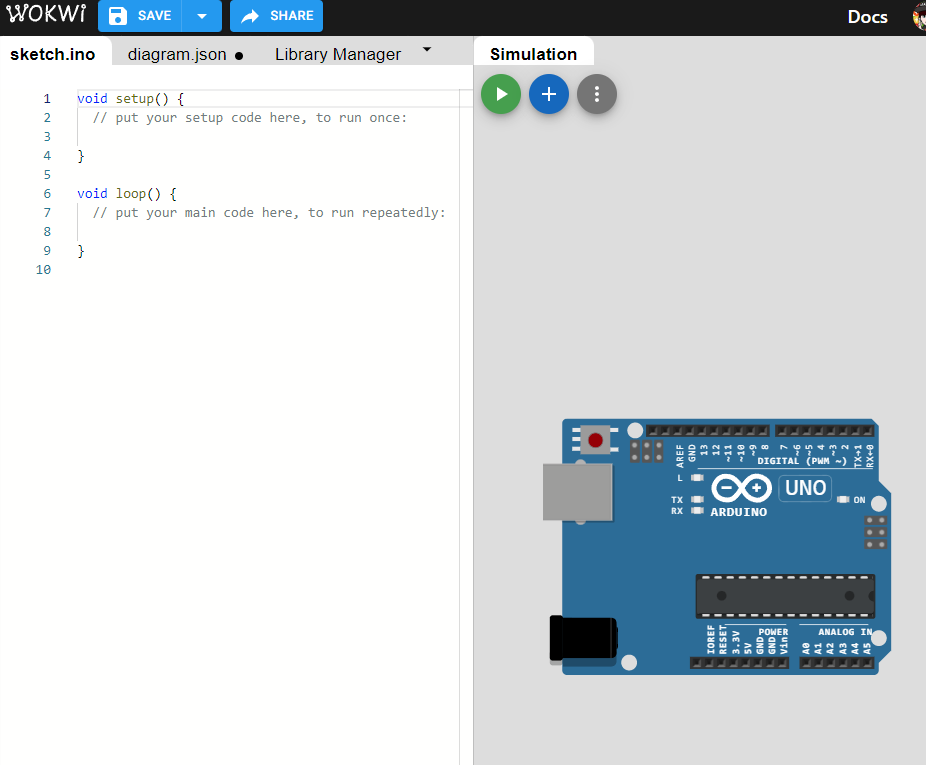 WOKWi SAVE SHARE Docs
sketch.ino diagram.json ● Library Manager Simulation
1 void setup() {
2 // put your setup code here, to run once:
3
4 }
5
6 void loop() {
7 // put your main code here, to run repeatedly:
8
9 }
10
AREF GND 13 12 ~11 ~10 ~9 8 7 ~6 ~5 4 ~3 2 TX→1 RX←0
DIGITAL (PWM ~)
L
UNO
TX ON
RX ARDUINO
POWER ANALOG IN
IOREF RESET 3.3V 5V GND GND Vin A0 A1 A2 A3 A4 A5